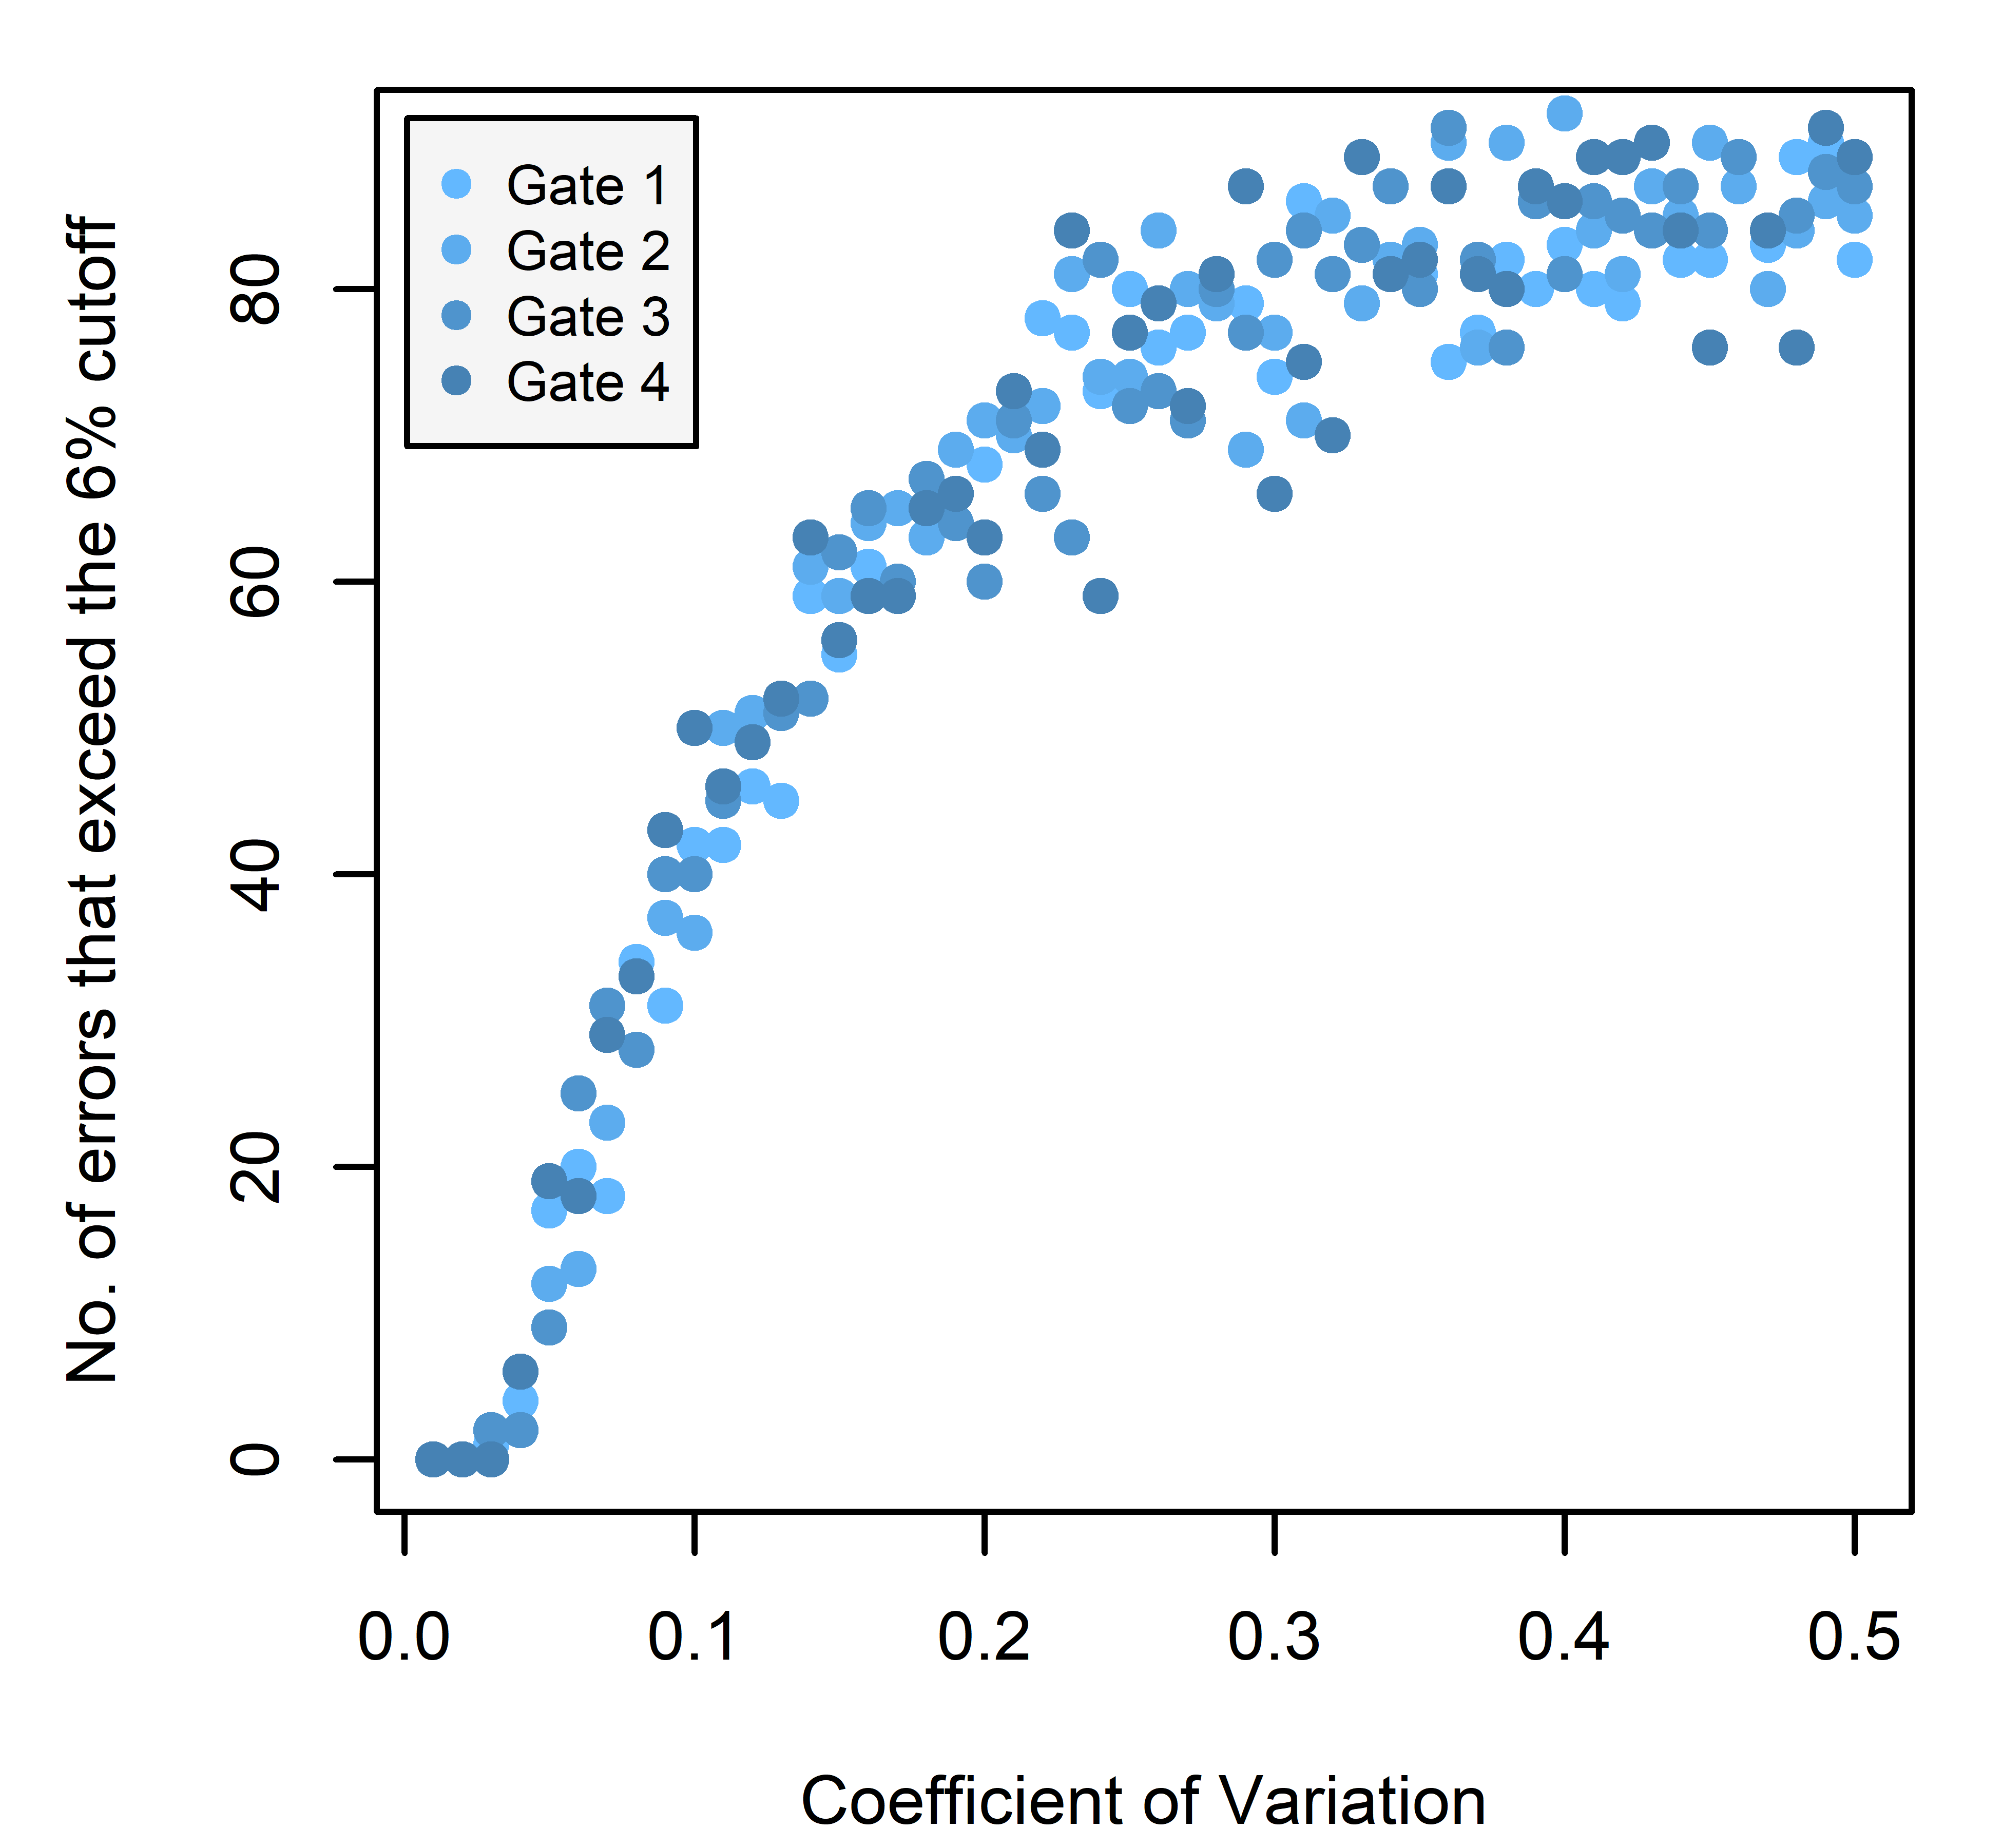 No. of errors that exceed the 6% cutoff
80
60
40
20
0
Gate 1
Gate 2
Gate 3
Gate 4
0.0 0.1 0.2 0.3 0.4 0.5
Coefficient of Variation